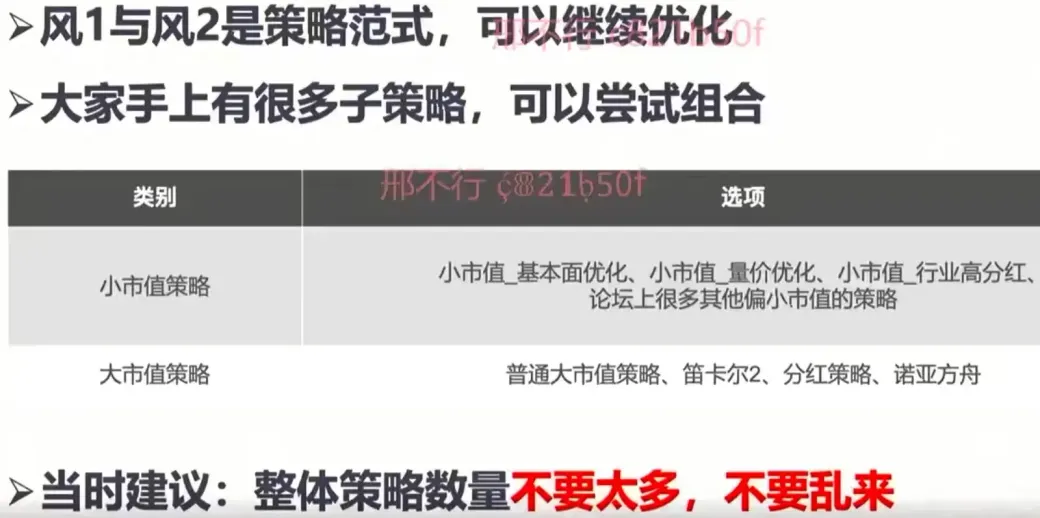 ➢风1与风2是策略范式，可以继续优化
➢大家手上有很多子策略，可以尝试组合
邢不行
类别 选项
小市值策略 小市值_基本面优化、小市值_量价优化、小市值_行业高分红、
论坛上很多其他偏小市值的策略
大市值策略 普通大市值策略、笛卡尔2、分红策略、诺亚方舟
➢当时建议：整体策略数量不要太多，不要乱来